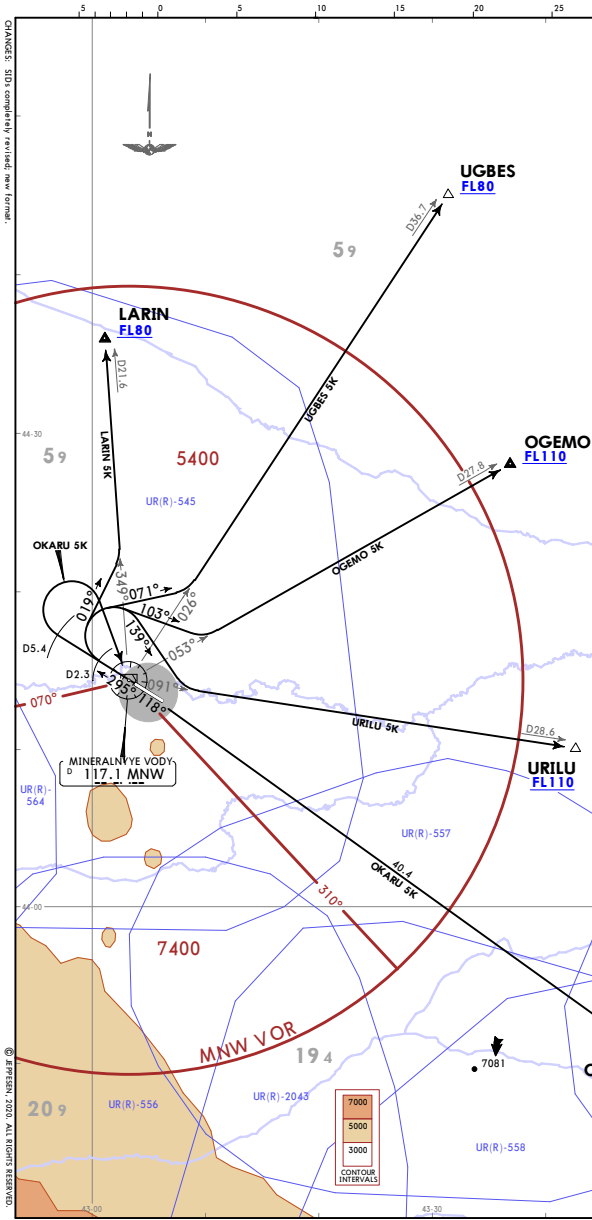 5 0 5 10 15 20 25
CHANGES: SIDs completely revised; new format.
N
UGBES
FL80
D36.7
5 9
LARIN
FL80
D21.6
UGBES 5K
44-30
5 9
LARIN 5K
5400
OGEMO
FL110
D27.8
UR(R)-545
OKARU 5K
OGEMO 5K
019°
349°
071°
026°
103°
139°
053°
D5.4
D2.3
295°
118°
091°
070°
URILU 5K
D28.6
URILU
FL110
MINERALNYYE VODY
D 117.1 MNW
UR(R)-
564
UR(R)-557
40.4
OKARU 5K
310°
44-00
7400
MNW VOR
19 4
7081
O
20 9
UR(R)-556
UR(R)-2043
7000
5000
3000
CONTOUR
INTERVALS
UR(R)-558
43-00
43-30
© JEPPESEN, 2020. ALL RIGHTS RESERVED.